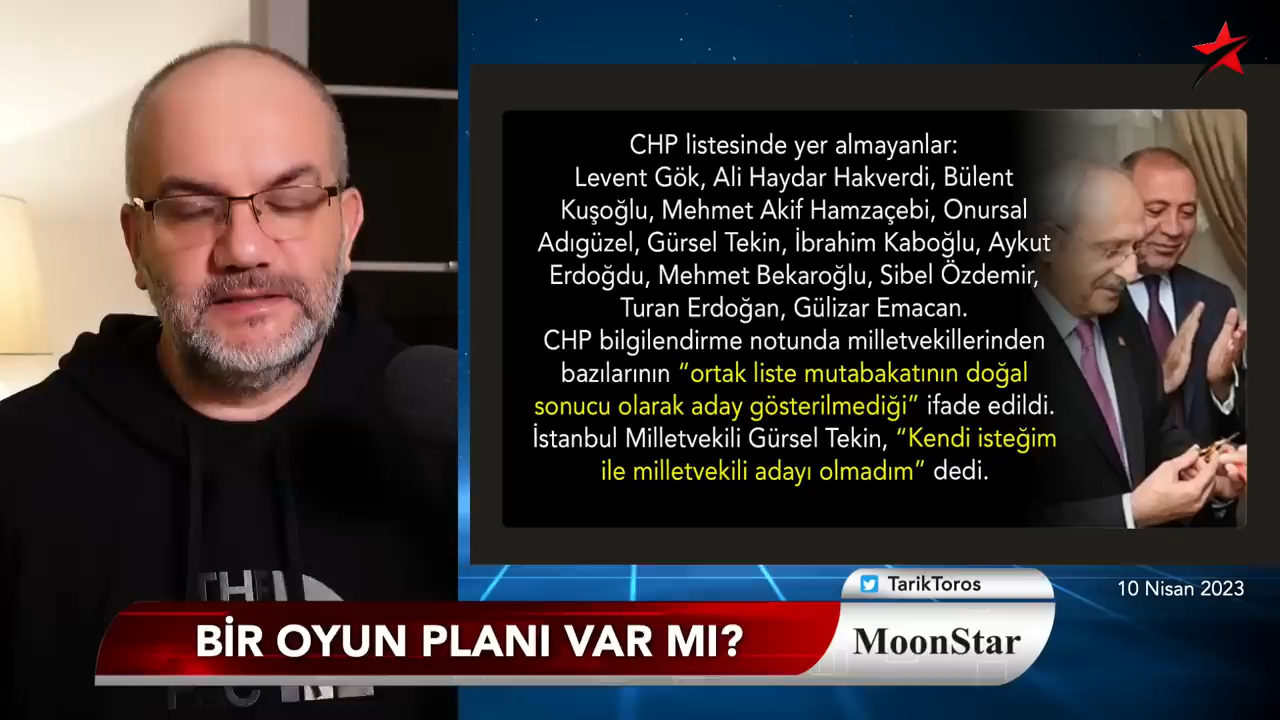 CHP listesinde yer almayanlar:
Levent Gök, Ali Haydar Hakverdi, Bülent
Kuşoğlu, Mehmet Akif Hamzaçebi, Onursal
Adıgüzel, Gürsel Tekin, İbrahim Kaboğlu, Aykut
Erdoğdu, Mehmet Bekaroğlu, Sibel Özdemir,
Turan Erdoğan, Gülizar Emacan.
CHP bilgilendirme notunda milletvekillerinden
bazılarının “ortak liste mutabakatının doğal
sonucu olarak aday gösterilmediği” ifade edildi.
İstanbul Milletvekili Gürsel Tekin, “Kendi isteğim
ile milletvekili adayı olmadım” dedi.
TarikToros
10 Nisan 2023
BİR OYUN PLANI VAR MI?
MoonStar
THE